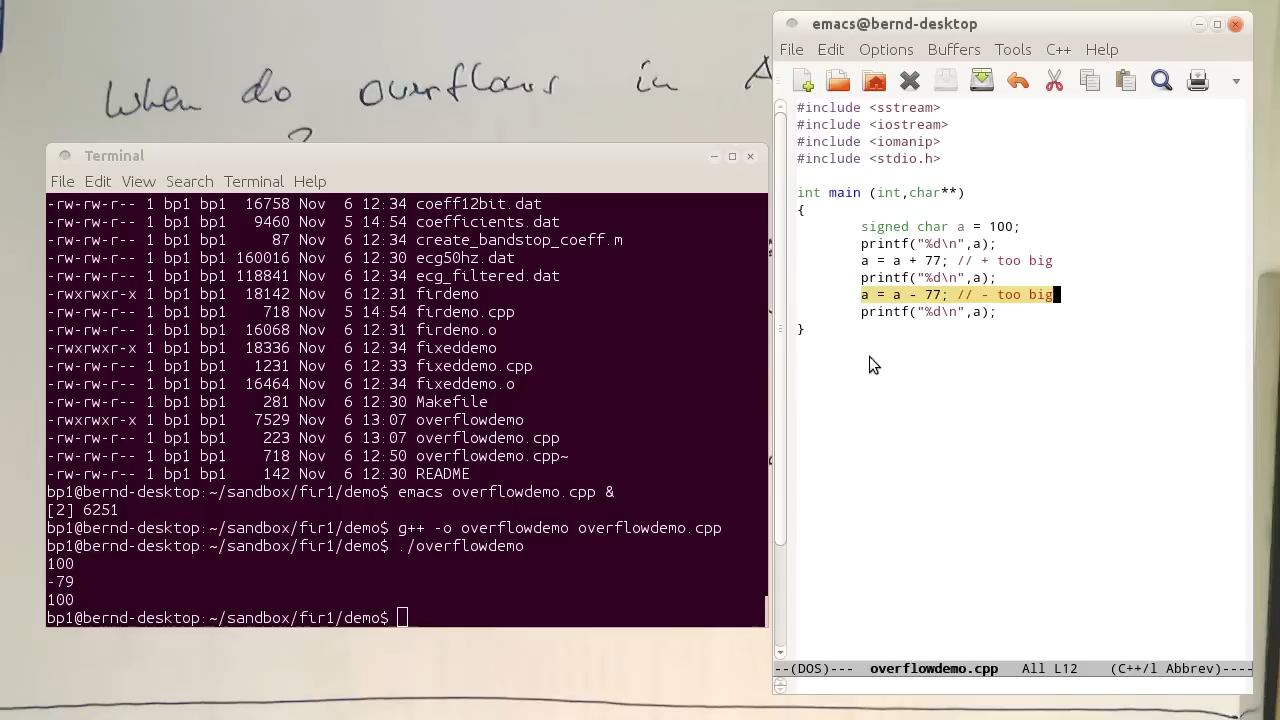 When do overflows in
?
Terminal
File Edit View Search Terminal Help
-rw-rw-r-- 1 bp1 bp1  16758 Nov  6 12:34 coeff12bit.dat
-rw-rw-r-- 1 bp1 bp1   9460 Nov  5 14:54 coefficients.dat
-rw-rw-r-- 1 bp1 bp1     87 Nov  6 12:34 create_bandstop_coeff.m
-rw-rw-r-- 1 bp1 bp1 160016 Nov  6 12:30 ecg50hz.dat
-rw-rw-r-- 1 bp1 bp1 118841 Nov  6 12:34 ecg_filtered.dat
-rwxrwxr-x 1 bp1 bp1  18142 Nov  6 12:31 firdemo
-rw-rw-r-- 1 bp1 bp1    718 Nov  5 14:54 firdemo.cpp
-rw-rw-r-- 1 bp1 bp1  16068 Nov  6 12:31 firdemo.o
-rwxrwxr-x 1 bp1 bp1  18336 Nov  6 12:34 fixeddemo
-rw-rw-r-- 1 bp1 bp1   1231 Nov  6 12:33 fixeddemo.cpp
-rw-rw-r-- 1 bp1 bp1  16464 Nov  6 12:34 fixeddemo.o
-rw-rw-r-- 1 bp1 bp1    281 Nov  6 12:30 Makefile
-rwxrwxr-x 1 bp1 bp1   7529 Nov  6 13:07 overflowdemo
-rw-rw-r-- 1 bp1 bp1    223 Nov  6 13:07 overflowdemo.cpp
-rw-rw-r-- 1 bp1 bp1    718 Nov  6 12:50 overflowdemo.cpp~
-rw-rw-r-- 1 bp1 bp1    142 Nov  6 12:30 README
bp1@bernd-desktop:~/sandbox/fir1/demo$ emacs overflowdemo.cpp &
[2] 6251
bp1@bernd-desktop:~/sandbox/fir1/demo$ g++ -o overflowdemo overflowdemo.cpp
bp1@bernd-desktop:~/sandbox/fir1/demo$ ./overflowdemo
100
-79
100
bp1@bernd-desktop:~/sandbox/fir1/demo$
emacs@bernd-desktop
File Edit Options Buffers Tools C++ Help
#include <sstream>
#include <iostream>
#include <iomanip>
#include <stdio.h>
int main (int,char**)
{
signed char a = 100;
printf("%d\n",a);
a = a + 77; // + too big
printf("%d\n",a);
a = a - 77; // - too big
printf("%d\n",a);
}
--(DOS)--- overflowdemo.cpp All L12 (C++/l Abbrev)----